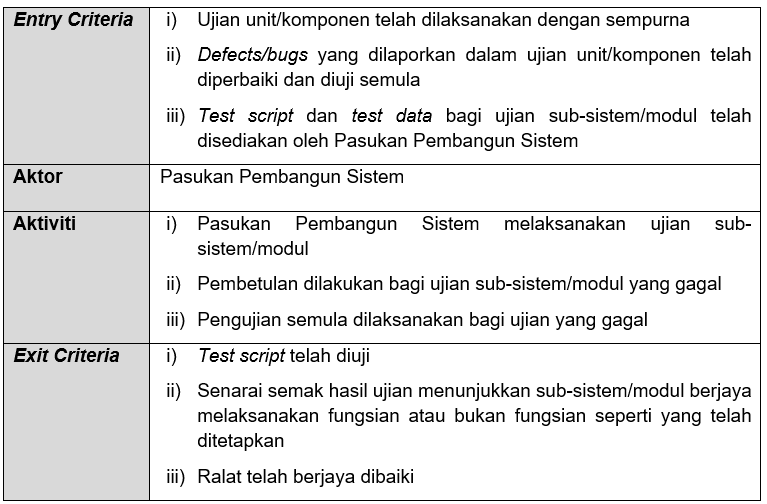 Entry Criteria
i) Ujian unit/komponen telah dilaksanakan dengan sempurna
ii) Defects/bugs yang dilaporkan dalam ujian unit/komponen telah
diperbaiki dan diuji semula
iii) Test script dan test data bagi ujian sub-sistem/modul telah
disediakan oleh Pasukan Pembangun Sistem
Aktor
Pasukan Pembangun Sistem
Aktiviti
i) Pasukan Pembangun Sistem melaksanakan ujian sub-
sistem/modul
ii) Pembetulan dilakukan bagi ujian sub-sistem/modul yang gagal
iii) Pengujian semula dilaksanakan bagi ujian yang gagal
Exit Criteria
i) Test script telah diuji
ii) Senarai semak hasil ujian menunjukkan sub-sistem/modul berjaya
melaksanakan fungsian atau bukan fungsian seperti yang telah
ditetapkan
iii) Ralat telah berjaya dibaiki